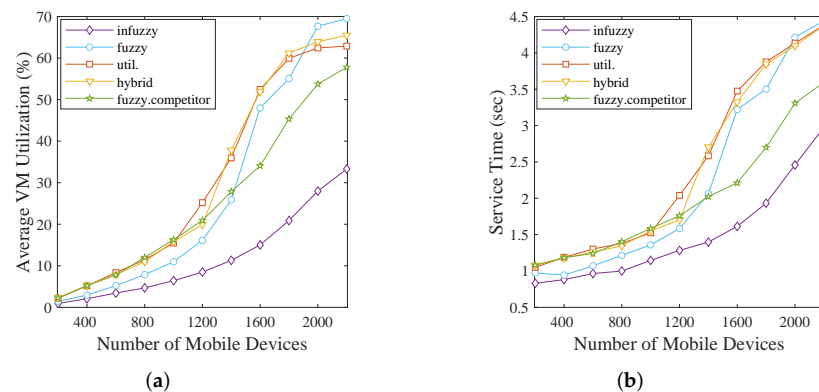 70
60
50
40
30
20
10
0
Average VM Utilization (%)
infuzzy
fuzzy
util.
hybrid
fuzzy.competitor
400 800 1200 1600 2000
Number of Mobile Devices
(a)
4.5
4
3.5
3
2.5
2
1.5
1
0.5
Service Time (sec)
infuzzy
fuzzy
util.
hybrid
fuzzy.competitor
400 800 1200 1600 2000
Number of Mobile Devices
(b)